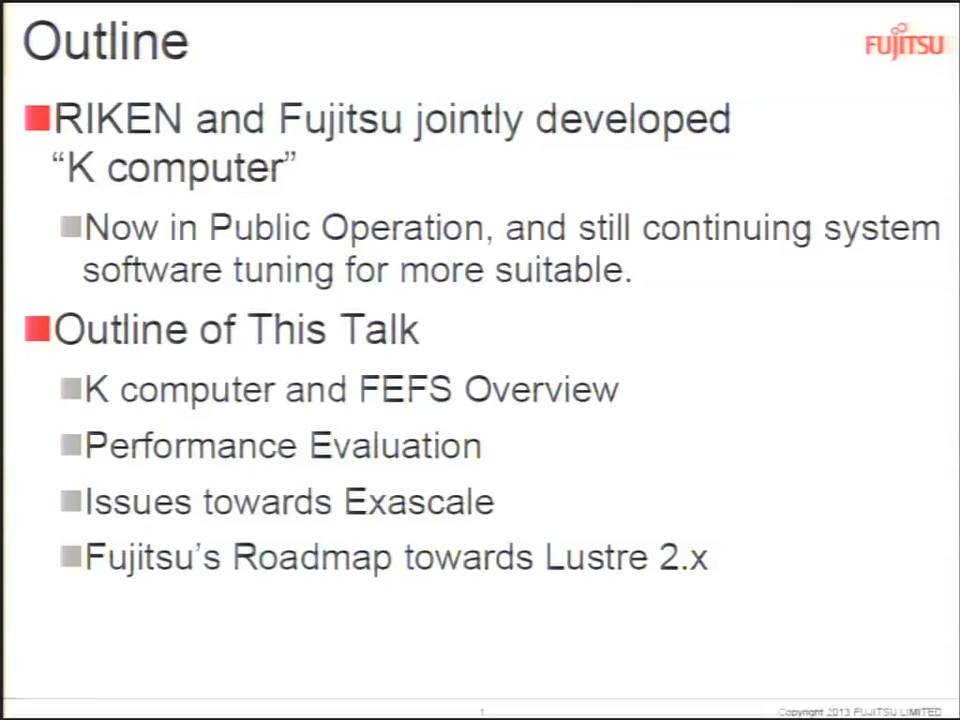 Outline
FUJITSU
RIKEN and Fujitsu jointly developed
“K computer”
Now in Public Operation, and still continuing system
software tuning for more suitable.
Outline of This Talk
K computer and FEFS Overview
Performance Evaluation
Issues towards Exascale
Fujitsu’s Roadmap towards Lustre 2.x
1
Copyright 2013 FUJITSU LIMITED